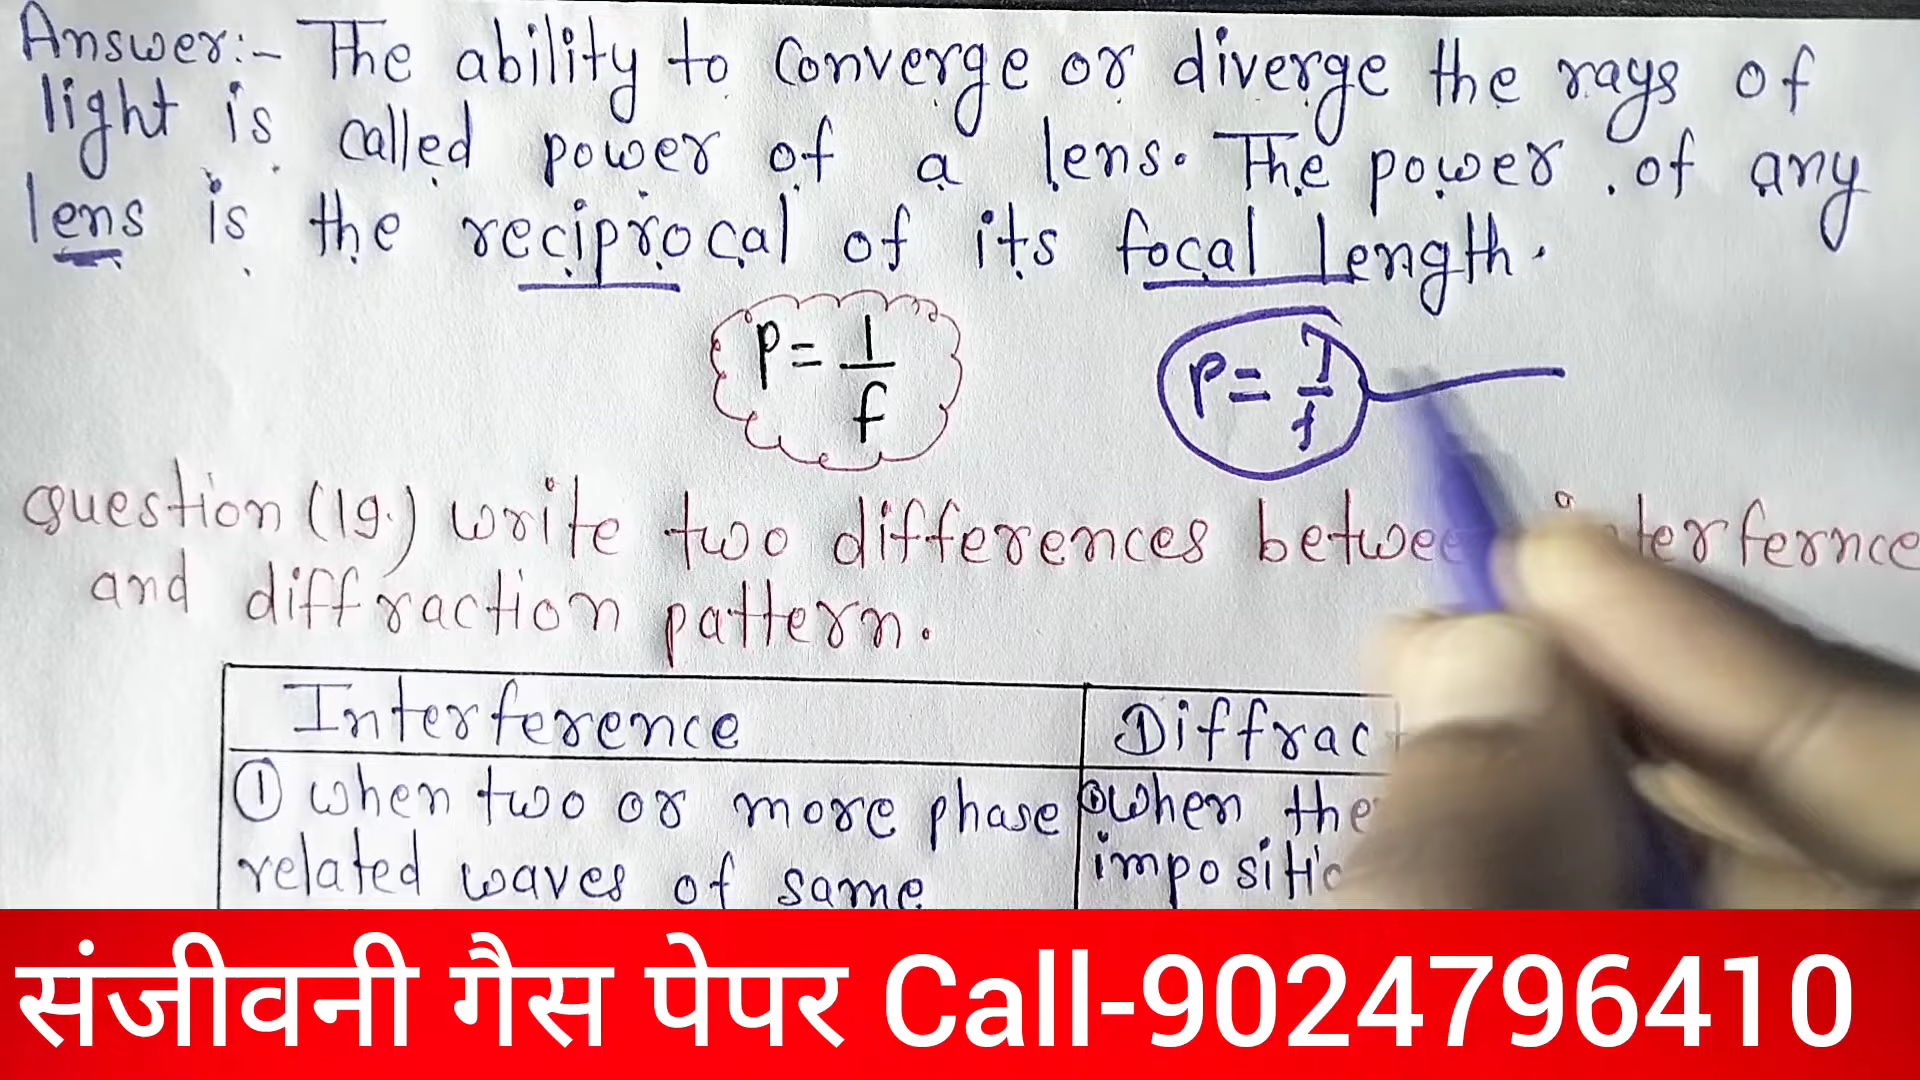 Answer:- The ability to converge or diverge the rays of
light is called power of a lens. The power of any
lens is the reciprocal of its focal length.
P = 1/f
P = 1/f
question (19.) write two differences between interfernce
and diffraction pattern.
Interference
① when two or more phase
related waves of same
Diffrac
① when the
impositio
संजीवनी गैस पेपर Call-9024796410